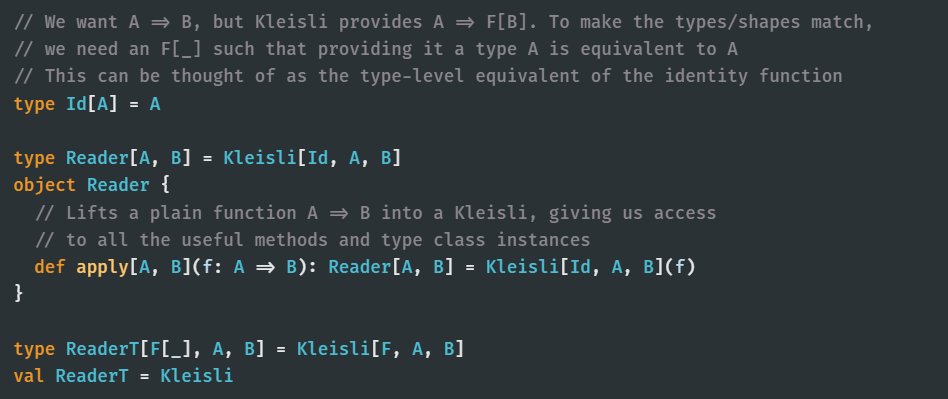 // We want A => B, but Kleisli provides A => F[B]. To make the types/shapes match,
// we need an F[_] such that providing it a type A is equivalent to A
// This can be thought of as the type-level equivalent of the identity function
type Id[A] = A
type Reader[A, B] = Kleisli[Id, A, B]
object Reader {
// Lifts a plain function A => B into a Kleisli, giving us access
// to all the useful methods and type class instances
def apply[A, B](f: A => B): Reader[A, B] = Kleisli[Id, A, B](f)
}
type ReaderT[F[_], A, B] = Kleisli[F, A, B]
val ReaderT = Kleisli